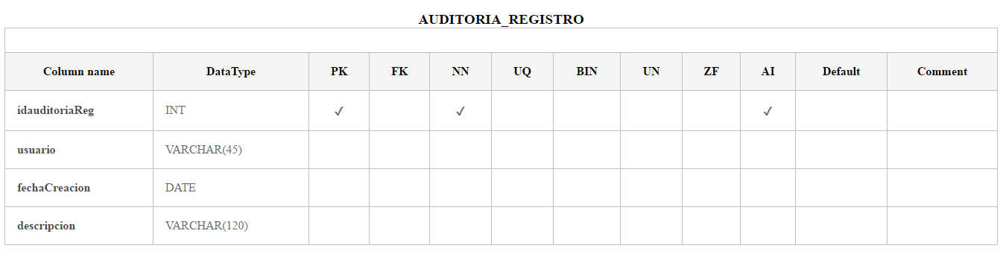 AUDITORIA_REGISTRO
Column name DataType PK FK NN UQ BIN UN ZF AI Default Comment
idauditoriaReg INT ✓ ✓ ✓
usuario VARCHAR(45)
fechaCreacion DATE
descripcion VARCHAR(120)